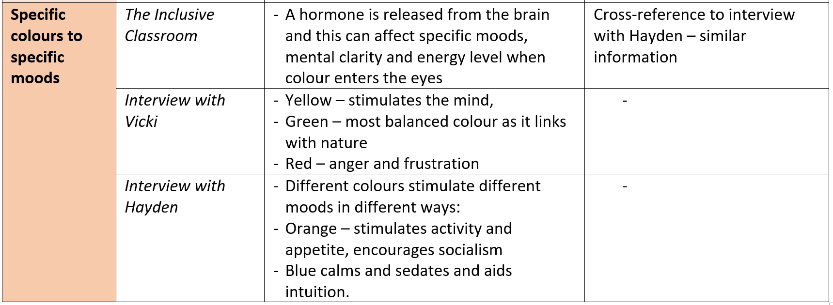 Specific
colours to
specific
moods
The Inclusive
Classroom
- A hormone is released from the brain
and this can affect specific moods,
mental clarity and energy level when
colour enters the eyes
Cross-reference to interview
with Hayden – similar
information
Interview with
Vicki
- Yellow – stimulates the mind,
- Green – most balanced colour as it links
with nature
- Red – anger and frustration
-
Interview with
Hayden
- Different colours stimulate different
moods in different ways:
- Orange – stimulates activity and
appetite, encourages socialism
- Blue calms and sedates and aids
intuition.
-